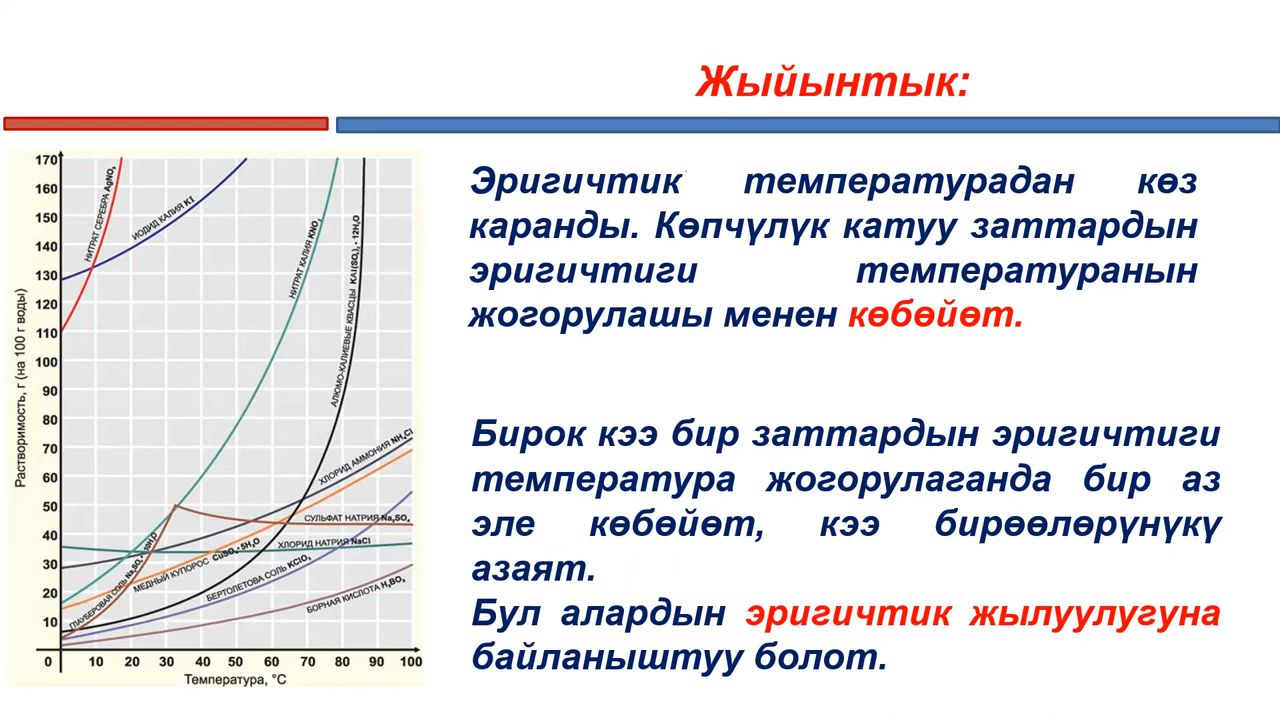 Жыйынтык:
Эригичтик температурадан көз
каранды. Көпчүлүк катуу заттардын
эригичтиги температуранын
жогорулашы менен көбөйөт.
Бирок кээ бир заттардын эригичтиги
температура жогорулаганда бир аз
эле көбөйөт, кээ бирөөлөрүнүкү
азаят.
Бул алардын эригичтик жылуулугуна
байланыштуу болот.
Растворимость, г (на 100 г воды)
170
160
150
140
130
120
110
100
90
80
70
60
50
40
30
20
10
0 10 20 30 40 50 60 70 80 90 100
Температура, °C
НИТРАТ СЕРЕБРА AgNO₃
ИОДИД КАЛИЯ KI
НИТРАТ КАЛИЯ KNO₃
АЛЮМО-КАЛИЕВЫЕ КВАСЦЫ KAl(SO₄)₂·12H₂O
ХЛОРИД АММОНИЯ NH₄Cl
СУЛЬФАТ НАТРИЯ Na₂SO₄
ХЛОРИД НАТРИЯ NaCl
ГЛАУБЕРОВАЯ СОЛЬ Na₂SO₄·10H₂O
МЕДНЫЙ КУПОРОС CuSO₄·5H₂O
БЕРТОЛЕТОВА СОЛЬ KClO₃
БОРНАЯ КИСЛОТА H₃BO₃